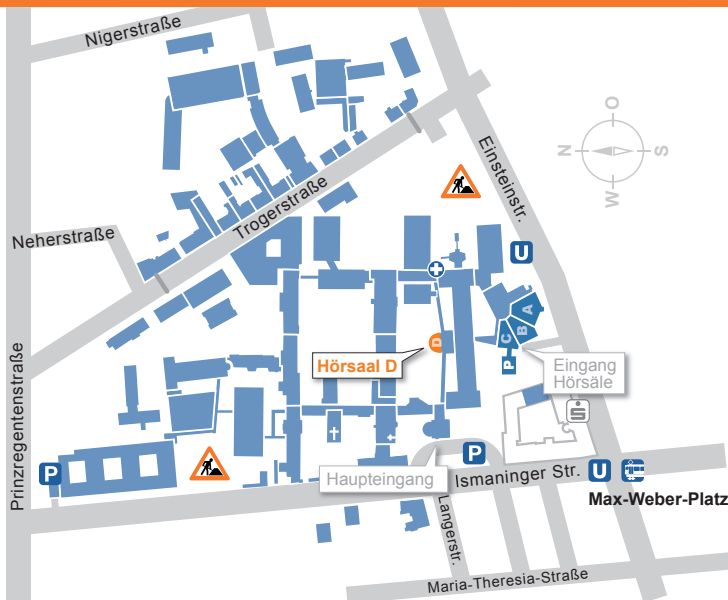 Nigerstraße
Einsteinstr.
O
N
S
W
Trogerstraße
Neherstraße
U
A
B
C
D
Hörsaal D
P
Eingang
Hörsäle
Prinzregentenstraße
S
P
P
Haupteingang
Ismaninger Str.
U
Max-Weber-Platz
Langerstr.
Maria-Theresia-Straße